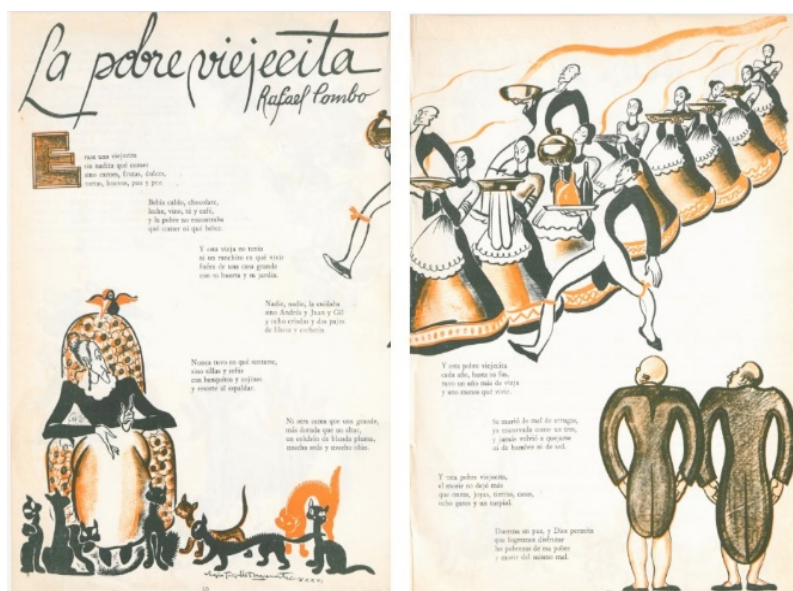 La pobre viejecita
Rafael Pombo
Erase una viejecita
sin nadita qué comer
sino carnes, frutas, dulces,
tortas, huevos, pan y pez.
Bebía caldo, chocolate,
leche, vino, té y café,
y la pobre no encontraba
qué comer ni qué beber.
Y esta vieja no tenía
ni un ranchito en qué vivir
fuera de una casa grande
con su huerta y su jardín.
Nadie, nadie, la cuidaba
sino Andrés y Juan y Gil
y ocho criadas y dos pajes
de librea y corbatín.
Nunca tuvo en qué sentarse,
sino sillas y sofás
con banquitos y cojines
y resorte al espaldar.
Ni otra cama que una grande,
más dorada que un altar,
con colchón de blanda pluma,
mucha seda y mucho olán.
Y esta pobre viejecita
cada año, hasta su fin,
tuvo un año más de vieja
y uno menos qué vivir.
Se murió de mal de arrugas,
ya encorvada como un tres,
y jamás volvió a quejarse
ni de hambre ni de sed.
Y esta pobre viejecita,
al morir no dejó más
que onzas, joyas, tierras, casas,
ocho gatos y un turpial.
Duerma en paz, y Dios permita
que logremos disfrutar
las pobrezas de esa pobre
y morir del mismo mal.